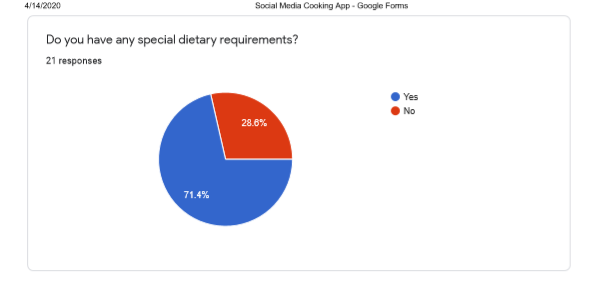 4/14/2020 Social Media Cooking App - Google Forms
Do you have any special dietary requirements?
21 responses
Yes
No
28.6%
71.4%